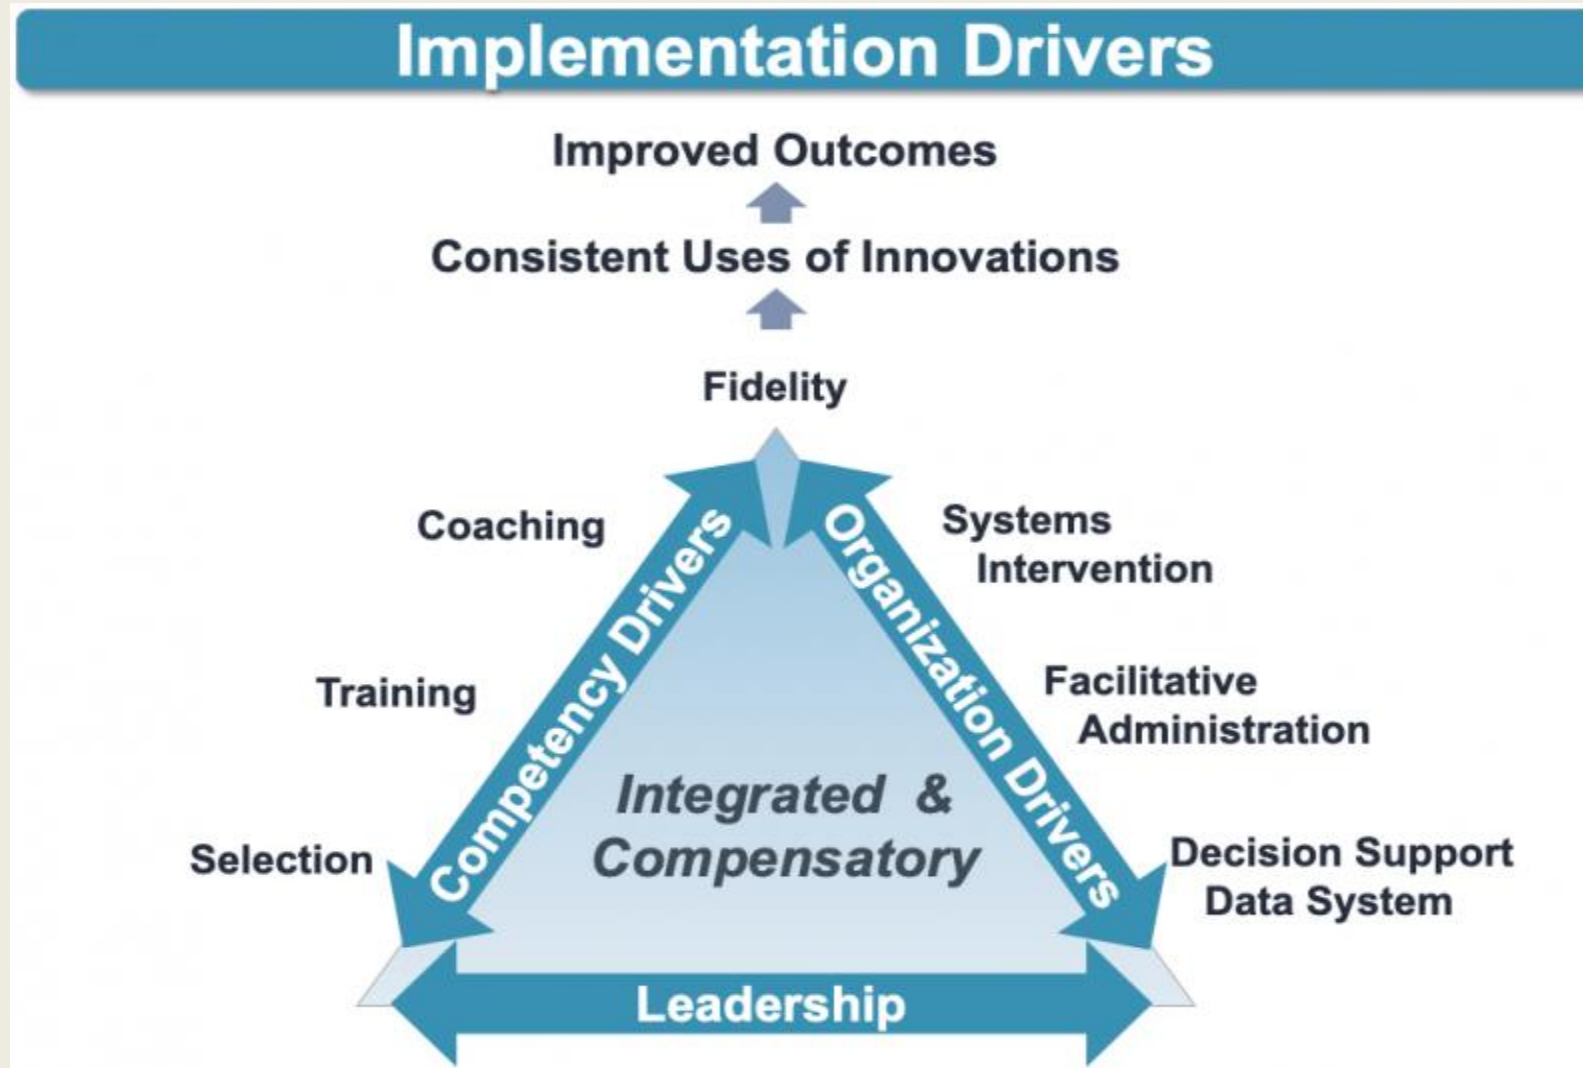 Implementation Drivers
Improved Outcomes
Consistent Uses of Innovations
Fidelity
Coaching
Training
Selection
Competency Drivers
Organization Drivers
Systems
Intervention
Facilitative
Administration
Decision Support
Data System
Integrated &
Compensatory
Leadership